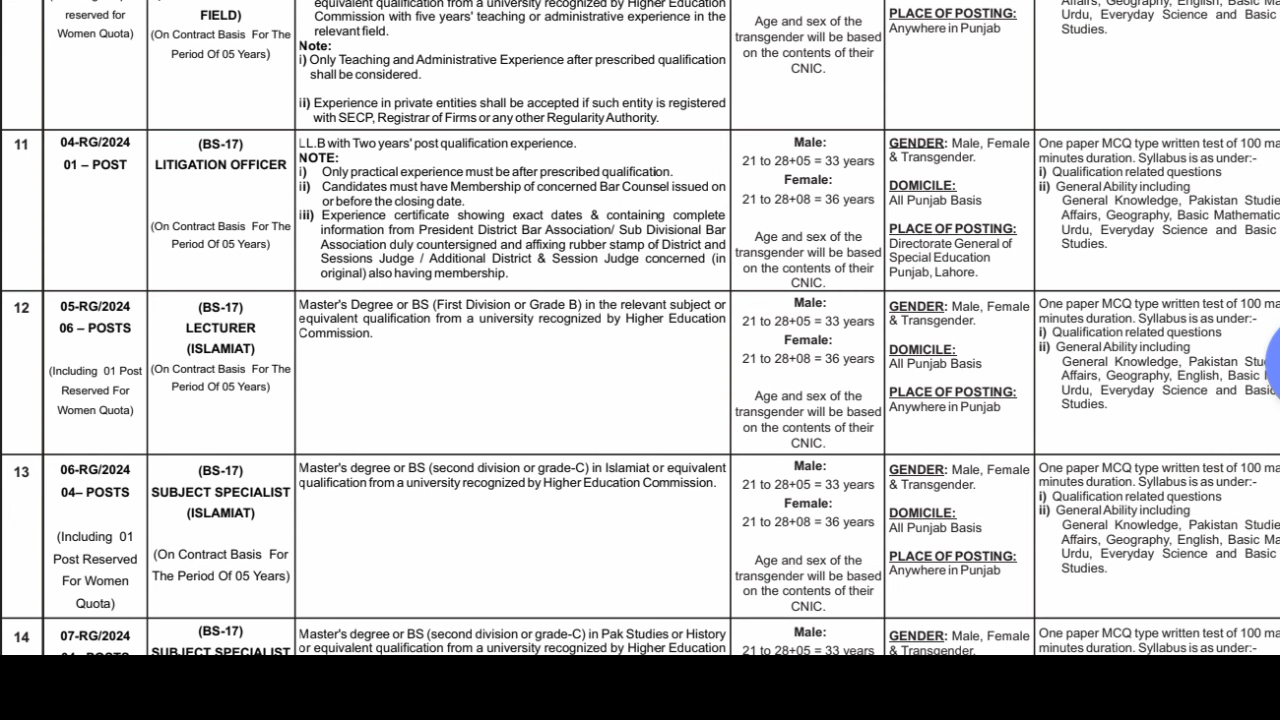 reserved for
Women Quota)
FIELD)
(On Contract Basis For The
Period Of 05 Years)
equivalent qualification from a university recognized by Higher Education
Commission with five years' teaching or administrative experience in the
relevant field.
Note:
i) Only Teaching and Administrative Experience after prescribed qualification
shall be considered.
ii) Experience in private entities shall be accepted if such entity is registered
with SECP, Registrar of Firms or any other Regularity Authority.
Age and sex of the
transgender will be based
on the contents of their
CNIC.
PLACE OF POSTING:
Anywhere in Punjab
Affairs, Geography, English, Basic Ma
Urdu, Everyday Science and Basic
Studies.
11
04-RG/2024
01 – POST
(BS-17)
LITIGATION OFFICER
(On Contract Basis For The
Period Of 05 Years)
LL.B with Two years' post qualification experience.
NOTE:
i) Only practical experience must be after prescribed qualification.
ii) Candidates must have Membership of concerned Bar Counsel issued on
or before the closing date.
iii) Experience certificate showing exact dates & containing complete
information from President District Bar Association/ Sub Divisional Bar
Association duly countersigned and affixing rubber stamp of District and
Sessions Judge / Additional District & Session Judge concerned (in
original) also having membership.
Male:
21 to 28+05 = 33 years
Female:
21 to 28+08 = 36 years
Age and sex of the
transgender will be based
on the contents of their
CNIC.
GENDER: Male, Female
& Transgender.
DOMICILE:
All Punjab Basis
PLACE OF POSTING:
Directorate General of
Special Education
Punjab, Lahore.
One paper MCQ type written test of 100 ma
minutes duration. Syllabus is as under:-
i) Qualification related questions
ii) General Ability including
General Knowledge, Pakistan Studie
Affairs, Geography, Basic Mathematic
Urdu, Everyday Science and Basic
Studies.
12
05-RG/2024
06 – POSTS
(Including 01 Post
Reserved For
Women Quota)
(BS-17)
LECTURER
(ISLAMIAT)
(On Contract Basis For The
Period Of 05 Years)
Master's Degree or BS (First Division or Grade B) in the relevant subject or
equivalent qualification from a university recognized by Higher Education
Commission.
Male:
21 to 28+05 = 33 years
Female:
21 to 28+08 = 36 years
Age and sex of the
transgender will be based
on the contents of their
CNIC.
GENDER: Male, Female
& Transgender.
DOMICILE:
All Punjab Basis
PLACE OF POSTING:
Anywhere in Punjab
One paper MCQ type written test of 100 ma
minutes duration. Syllabus is as under:-
i) Qualification related questions
ii) General Ability including
General Knowledge, Pakistan Stu
Affairs, Geography, English, Basic
Urdu, Everyday Science and Basic
Studies.
13
06-RG/2024
04– POSTS
(Including 01
Post Reserved
For Women
Quota)
(BS-17)
SUBJECT SPECIALIST
(ISLAMIAT)
(On Contract Basis For
The Period Of 05 Years)
Master's degree or BS (second division or grade-C) in Islamiat or equivalent
qualification from a university recognized by Higher Education Commission.
Male:
21 to 28+05 = 33 years
Female:
21 to 28+08 = 36 years
Age and sex of the
transgender will be based
on the contents of their
CNIC.
GENDER: Male, Female
& Transgender.
DOMICILE:
All Punjab Basis
PLACE OF POSTING:
Anywhere in Punjab
One paper MCQ type written test of 100 ma
minutes duration. Syllabus is as under:-
i) Qualification related questions
ii) General Ability including
General Knowledge, Pakistan Studie
Affairs, Geography, English, Basic Ma
Urdu, Everyday Science and Basic
Studies.
14
07-RG/2024
(BS-17)
SUBJECT SPECIALIST
Master's degree or BS (second division or grade-C) in Pak Studies or History
or equivalent qualification from a university recognized by Higher Education
Male:
21 to 28+05 = 33 years
GENDER: Male, Female
& Transgender.
One paper MCQ type written test of 100 ma
minutes duration. Syllabus is as under:-